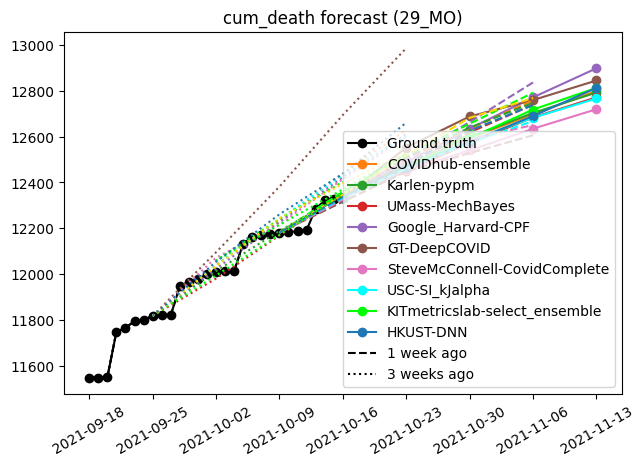 cum_death forecast (29_MO)
13000
12800
12600
12400
12200
12000
11800
11600
Ground truth
COVIDhub-ensemble
Karlen-pypm
UMass-MechBayes
Google_Harvard-CPF
GT-DeepCOVID
SteveMcConnell-CovidComplete
USC-SI_kJalpha
KITmetricslab-select_ensemble
HKUST-DNN
1 week ago
3 weeks ago
2021-09-18
2021-09-25
2021-10-02
2021-10-09
2021-10-16
2021-10-23
2021-10-30
2021-11-06
2021-11-13